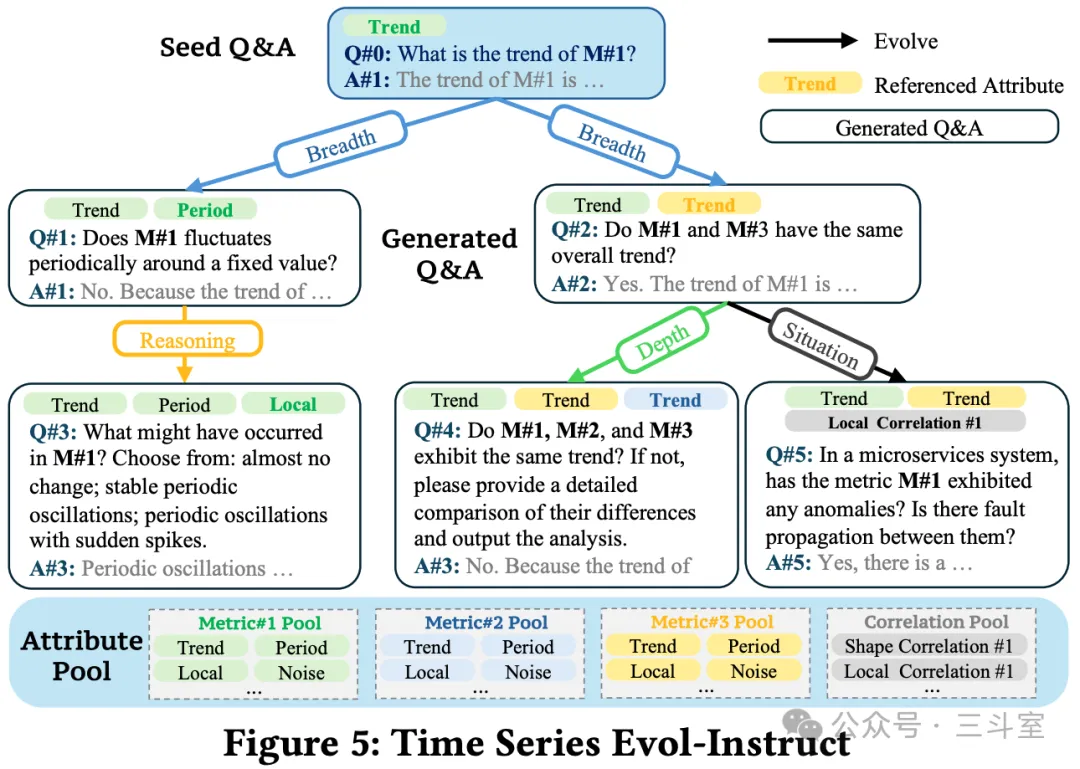 Seed Q&A
Trend
Q#0: What is the trend of M#1?
A#1: The trend of M#1 is ...
Evolve
Trend
Referenced Attribute
Generated Q&A
Breadth
Breadth
Trend
Period
Q#1: Does M#1 fluctuates
periodically around a fixed value?
A#1: No. Because the trend of ...
Generated
Q&A
Trend
Trend
Q#2: Do M#1 and M#3 have the same
overall trend?
A#2: Yes. The trend of M#1 is ...
Reasoning
Depth
Situation
Trend
Period
Local
Q#3: What might have occurred
in M#1? Choose from: almost no
change; stable periodic
oscillations; periodic oscillations
with sudden spikes.
A#3: Periodic oscillations ...
Trend
Trend
Trend
Q#4: Do M#1, M#2, and M#3
exhibit the same trend? If not,
please provide a detailed
comparison of their differences
and output the analysis.
A#3: No. Because the trend of
Trend
Trend
Local Correlation #1
Q#5: In a microservices system,
has the metric M#1 exhibited
any anomalies? Is there fault
propagation between them?
A#5: Yes, there is a ...
Attribute
Pool
Metric#1 Pool
Trend
Period
Local
Noise
...
Metric#2 Pool
Trend
Period
Local
Noise
...
Metric#3 Pool
Trend
Period
Local
Noise
...
Correlation Pool
Shape Correlation #1
Local Correlation #1
...
公众号 · 三斗室
Figure 5: Time Series Evol-Instruct